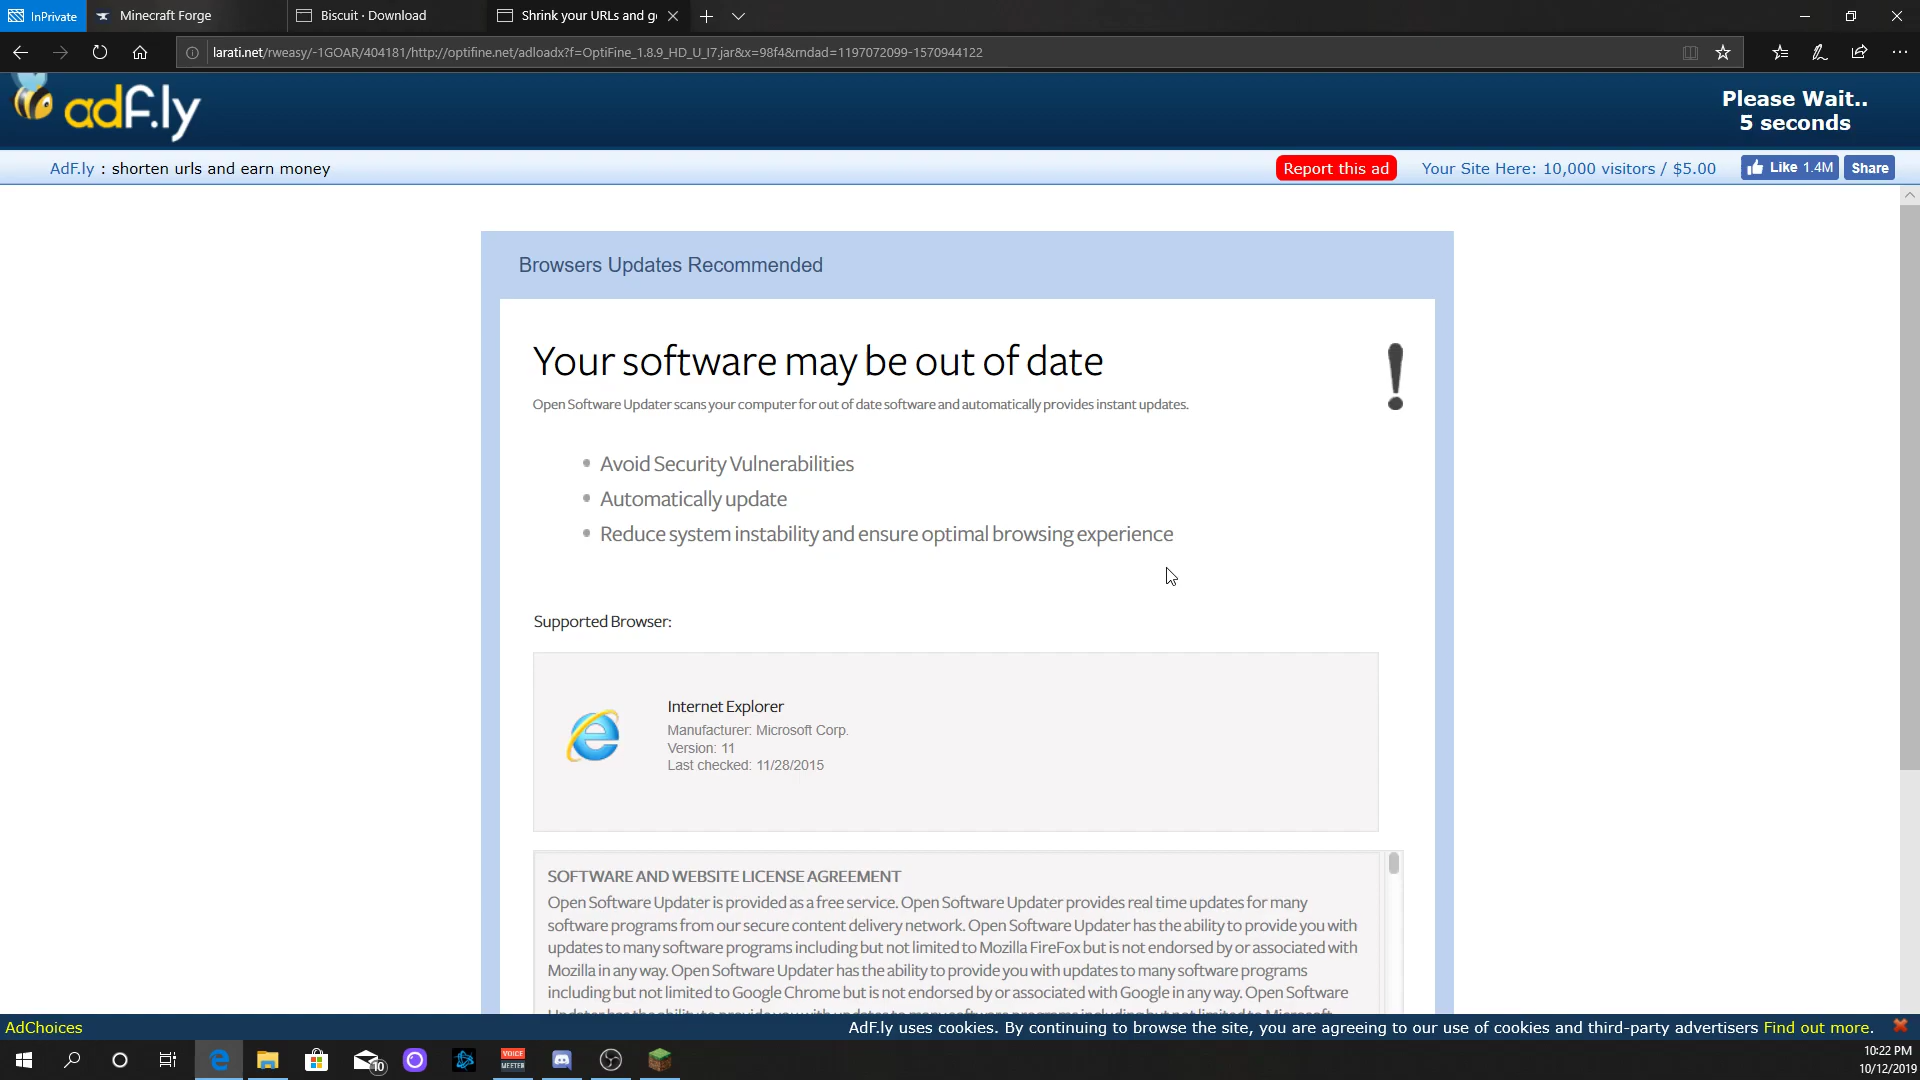 InPrivate
Minecraft Forge
Biscuit · Download
Shrink your URLs and g
larati.net/rweasy/-1GOAR/404181/http://optifine.net/adloadx?f=OptiFine_1.8.9_HD_U_I7.jar&x=98f4&rndad=1197072099-1570944122
adf.ly
Please Wait..
5 seconds
AdF.ly : shorten urls and earn money
Report this ad
Your Site Here: 10,000 visitors / $5.00
Like 1.4M
Share
Browsers Updates Recommended
Your software may be out of date
Open Software Updater scans your computer for out of date software and automatically provides instant updates.
• Avoid Security Vulnerabilities
• Automatically update
• Reduce system instability and ensure optimal browsing experience
Supported Browser:
Internet Explorer
Manufacturer: Microsoft Corp.
Version: 11
Last checked: 11/28/2015
SOFTWARE AND WEBSITE LICENSE AGREEMENT
Open Software Updater is provided as a free service. Open Software Updater provides real time updates for many
software programs from our secure content delivery network. Open Software Updater has the ability to provide you with
updates to many software programs including but not limited to Mozilla FireFox but is not endorsed by or associated with
Mozilla in any way. Open Software Updater has the ability to provide you with updates to many software programs
including but not limited to Google Chrome but is not endorsed by or associated with Google in any way. Open Software
AdChoices
AdF.ly uses cookies. By continuing to browse the site, you are agreeing to our use of cookies and third-party advertisers Find out more.
10
VOICE
MEETER
10:22 PM
10/12/2019